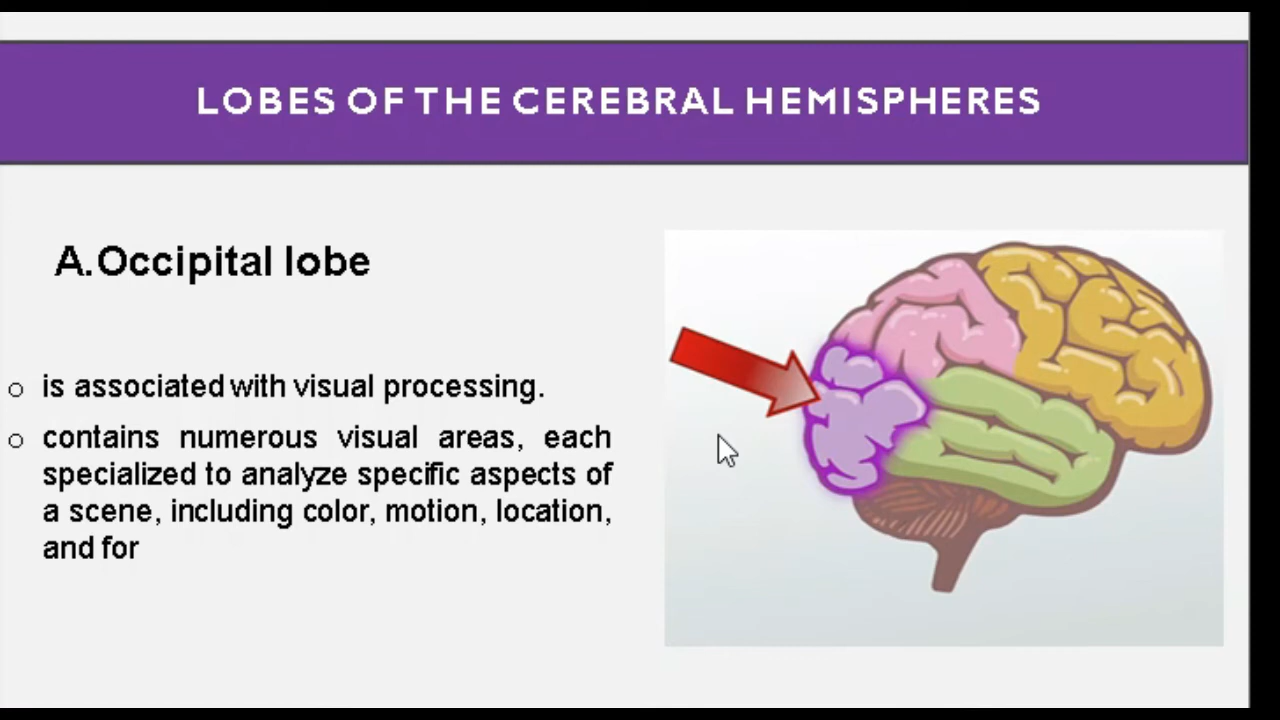 LOBES OF THE CEREBRAL HEMISPHERES
A.Occipital lobe
o is associated with visual processing.
o contains numerous visual areas, each
specialized to analyze specific aspects of
a scene, including color, motion, location,
and for